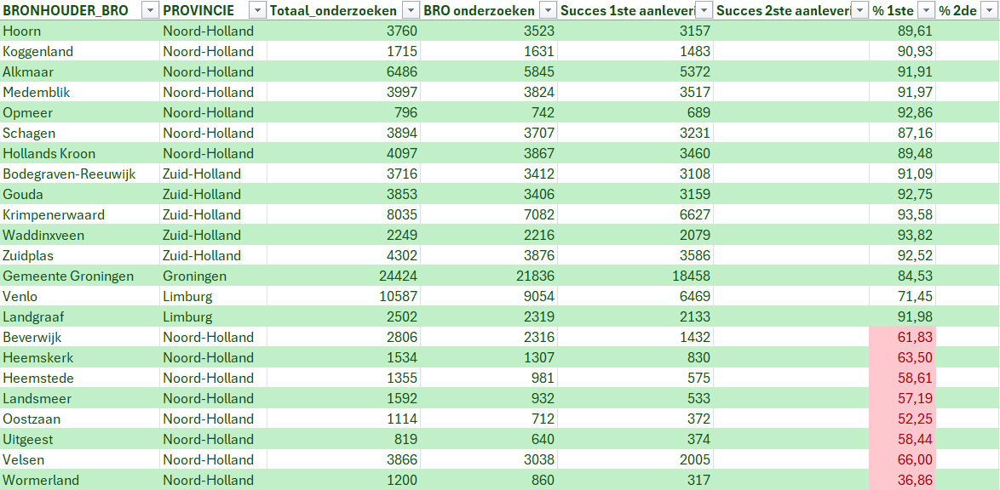 BRONHOUDER_BRO PROVINCIE Totaal_onderzoeken BRO onderzoeken Succes 1ste aanleveri Succes 2ste aanleveri % 1ste % 2de
Hoorn Noord-Holland 3760 3523 3157 89,61
Koggenland Noord-Holland 1715 1631 1483 90,93
Alkmaar Noord-Holland 6486 5845 5372 91,91
Medemblik Noord-Holland 3997 3824 3517 91,97
Opmeer Noord-Holland 796 742 689 92,86
Schagen Noord-Holland 3894 3707 3231 87,16
Hollands Kroon Noord-Holland 4097 3867 3460 89,48
Bodegraven-Reeuwijk Zuid-Holland 3716 3412 3108 91,09
Gouda Zuid-Holland 3853 3406 3159 92,75
Krimpenerwaard Zuid-Holland 8035 7082 6627 93,58
Waddinxveen Zuid-Holland 2249 2216 2079 93,82
Zuidplas Zuid-Holland 4302 3876 3586 92,52
Gemeente Groningen Groningen 24424 21836 18458 84,53
Venlo Limburg 10587 9054 6469 71,45
Landgraaf Limburg 2502 2319 2133 91,98
Beverwijk Noord-Holland 2806 2316 1432 61,83
Heemskerk Noord-Holland 1534 1307 830 63,50
Heemstede Noord-Holland 1355 981 575 58,61
Landsmeer Noord-Holland 1592 932 533 57,19
Oostzaan Noord-Holland 1114 712 372 52,25
Uitgeest Noord-Holland 819 640 374 58,44
Velsen Noord-Holland 3866 3038 2005 66,00
Wormerland Noord-Holland 1200 860 317 36,86